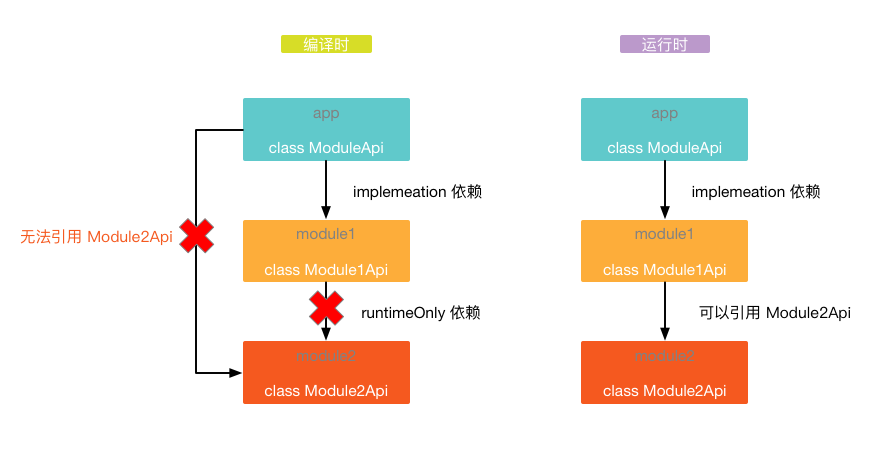 编译时
app
class ModuleApi
implemeation 依赖
无法引用 Module2Api
module1
class Module1Api
runtimeOnly 依赖
module2
class Module2Api
运行时
app
class ModuleApi
implemeation 依赖
module1
class Module1Api
可以引用 Module2Api
module2
class Module2Api